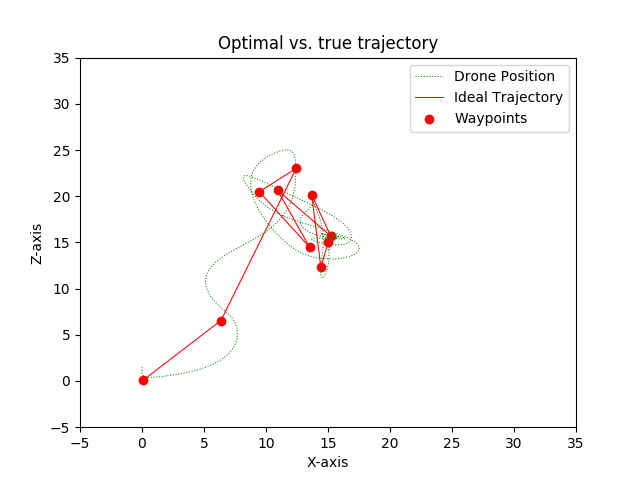 Optimal vs. true trajectory
Drone Position
Ideal Trajectory
Waypoints
Z-axis
35
30
25
20
15
10
5
0
−5
−5 0 5 10 15 20 25 30 35
X-axis